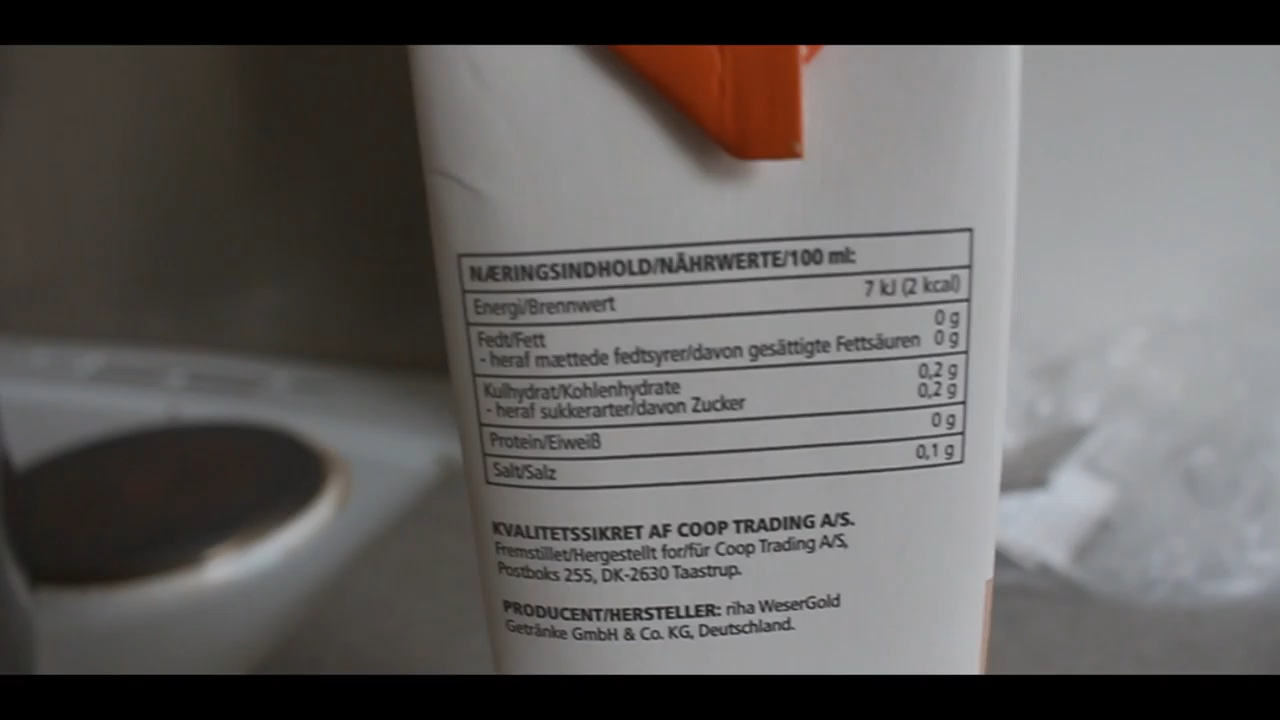 NÆRINGSINDHOLD/NÄHRWERTE/100 ml:
Energi/Brennwert 7 kJ (2 kcal)
Fedt/Fett 0 g
- heraf mættede fedtsyrer/davon gesättigte Fettsäuren 0 g
Kulhydrat/Kohlenhydrate 0,2 g
- heraf sukkerarter/davon Zucker 0,2 g
Protein/Eiweiß 0 g
Salt/Salz 0,1 g
KVALITETSSIKRET AF COOP TRADING A/S.
Fremstillet/Hergestellt for/für Coop Trading A/S,
Postboks 255, DK-2630 Taastrup.
PRODUCENT/HERSTELLER: riha WeserGold
Getränke GmbH & Co. KG, Deutschland.